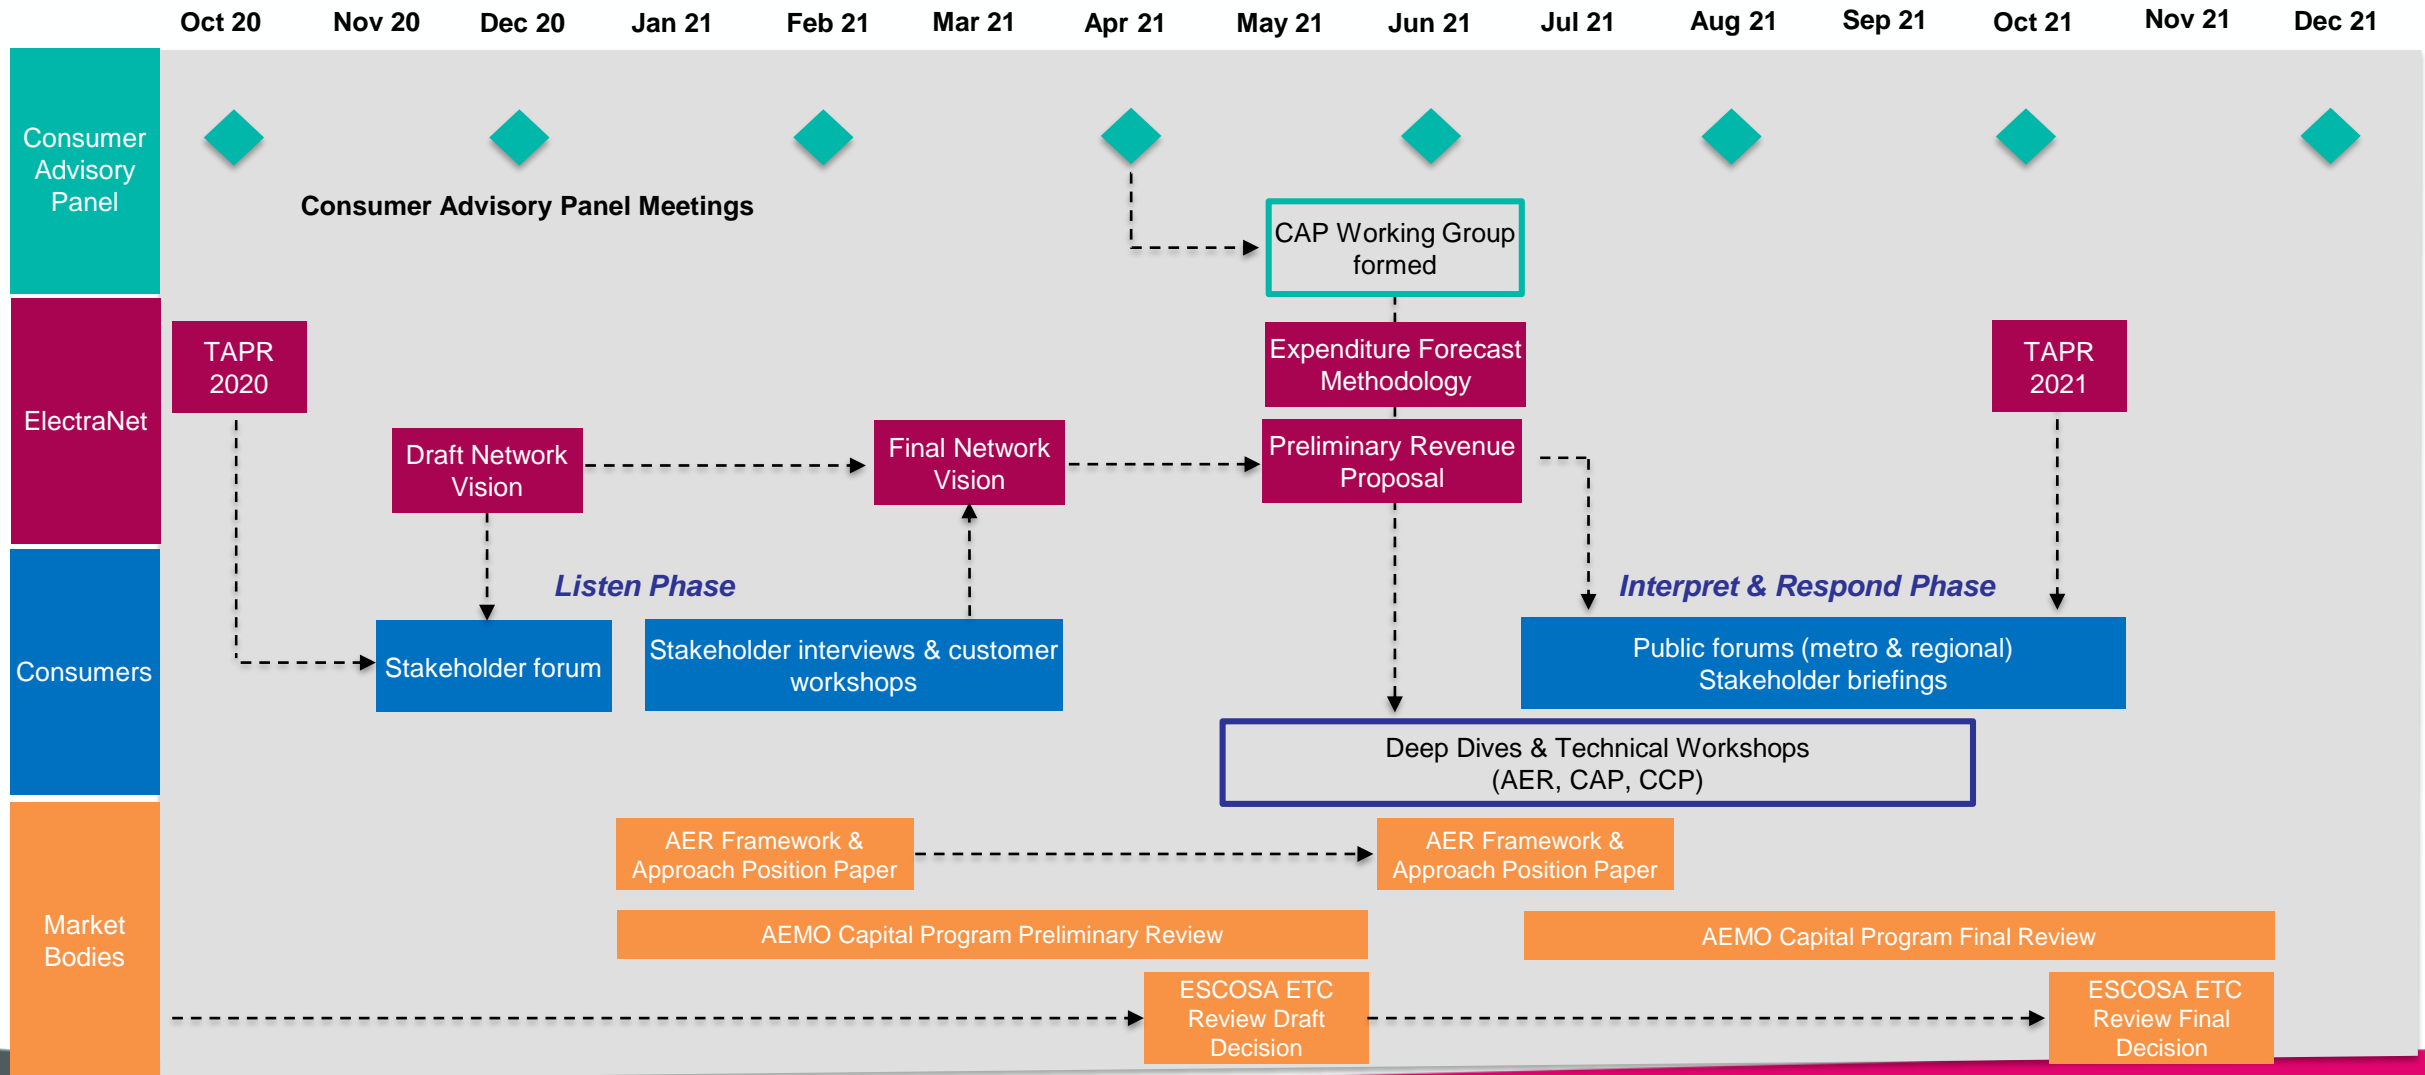 Oct 20 Nov 20 Dec 20 Jan 21 Feb 21 Mar 21 Apr 21 May 21 Jun 21 Jul 21 Aug 21 Sep 21 Oct 21 Nov 21 Dec 21
Consumer
Advisory
Panel
Consumer Advisory Panel Meetings
CAP Working Group
formed
ElectraNet
TAPR
2020
Draft Network
Vision
Final Network
Vision
Expenditure Forecast
Methodology
Preliminary Revenue
Proposal
TAPR
2021
Listen Phase
Interpret & Respond Phase
Consumers
Stakeholder forum
Stakeholder interviews & customer
workshops
Public forums (metro & regional)
Stakeholder briefings
Deep Dives & Technical Workshops
(AER, CAP, CCP)
Market
Bodies
AER Framework &
Approach Position Paper
AER Framework &
Approach Position Paper
AEMO Capital Program Preliminary Review
AEMO Capital Program Final Review
ESCOSA ETC
Review Draft
Decision
ESCOSA ETC
Review Final
Decision